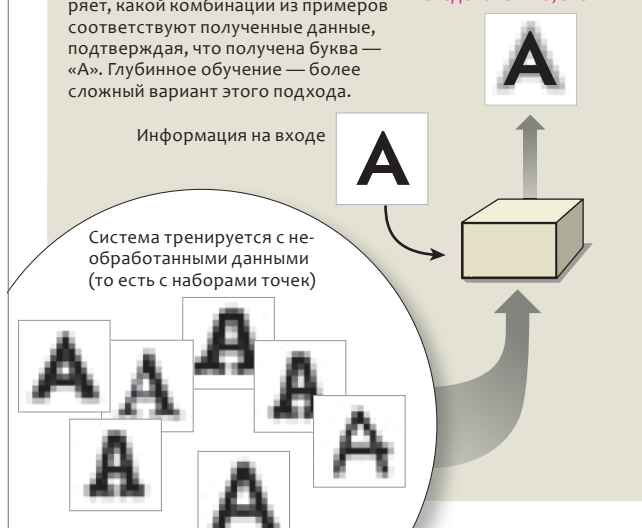 ряет, какой комбинации из примеров
соответствуют полученные данные,
подтверждая, что получена буква —
«А». Глубинное обучение — более
сложный вариант этого подхода.
А
Информация на входе
А
Система тренируется с не-
обработанными данными
(то есть с наборами точек)
А
А
А
А
А
А
А